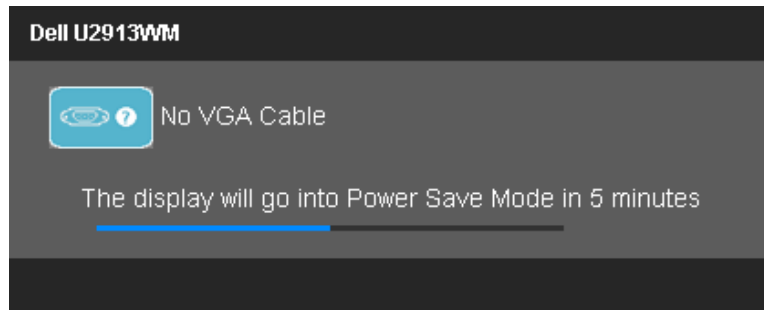 Dell U2913WM
No VGA Cable
The display will go into Power Save Mode in 5 minutes